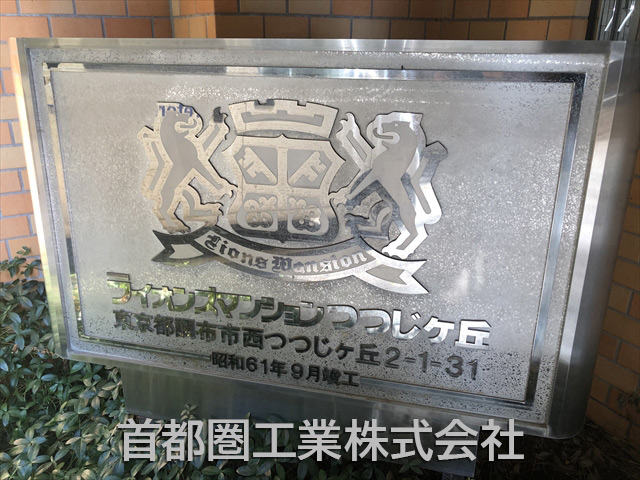 Lions Mansion
ライオンズマンションつつじケ丘
東京都調布市西つつじヶ丘2-1-31
昭和61年9月竣工
首都圏工業株式会社